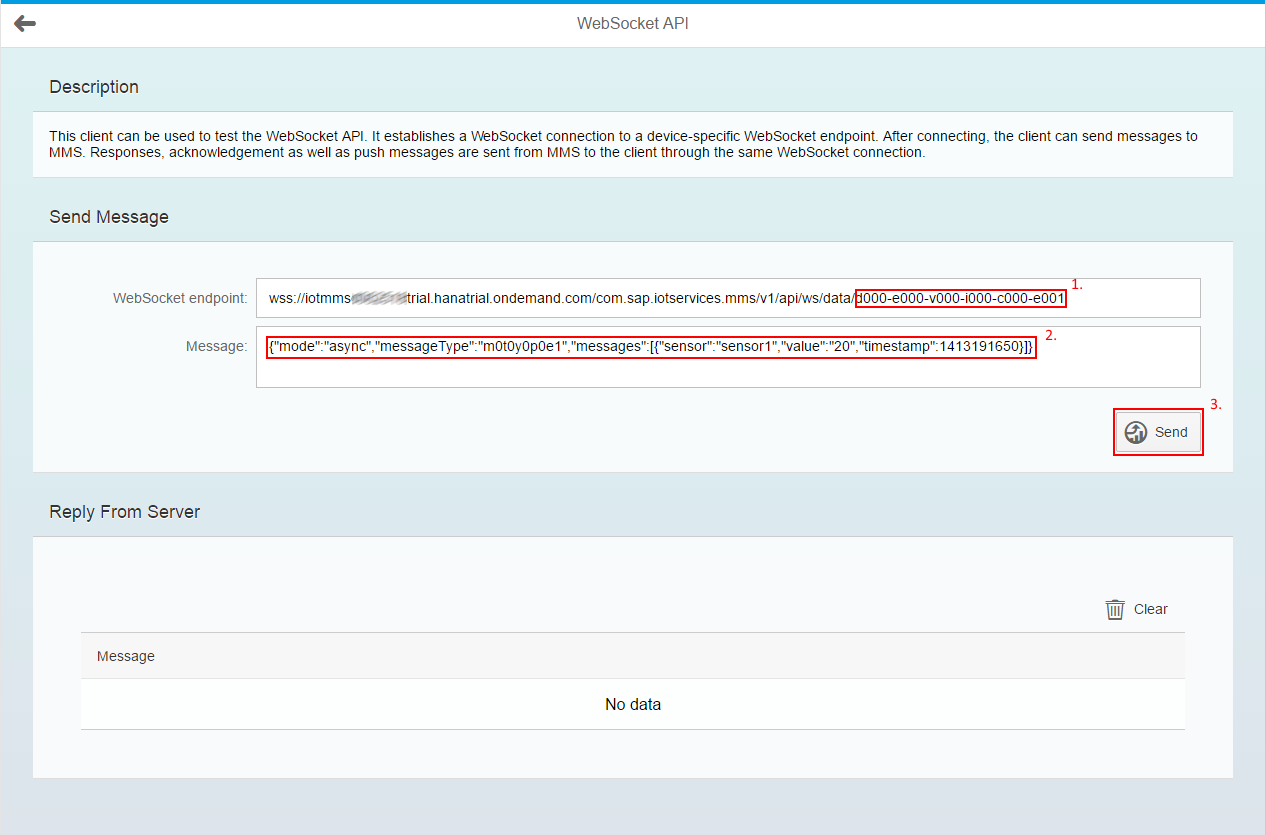 WebSocket API
Description
This client can be used to test the WebSocket API. It establishes a WebSocket connection to a device-specific WebSocket endpoint. After connecting, the client can send messages to
MMS. Responses, acknowledgement as well as push messages are sent from MMS to the client through the same WebSocket connection.
Send Message
WebSocket endpoint: wss://iotmms trial.hanatrial.ondemand.com/com.sap.iotservices.mms/v1/api/ws/data/d000-e000-v000-i000-c000-e001 1.
Message: {"mode":"async","messageType":"m0t0y0p0e1","messages":[{"sensor":"sensor1","value":"20","timestamp":1413191650}]} 2.
3.
Send
Reply From Server
Clear
Message
No data